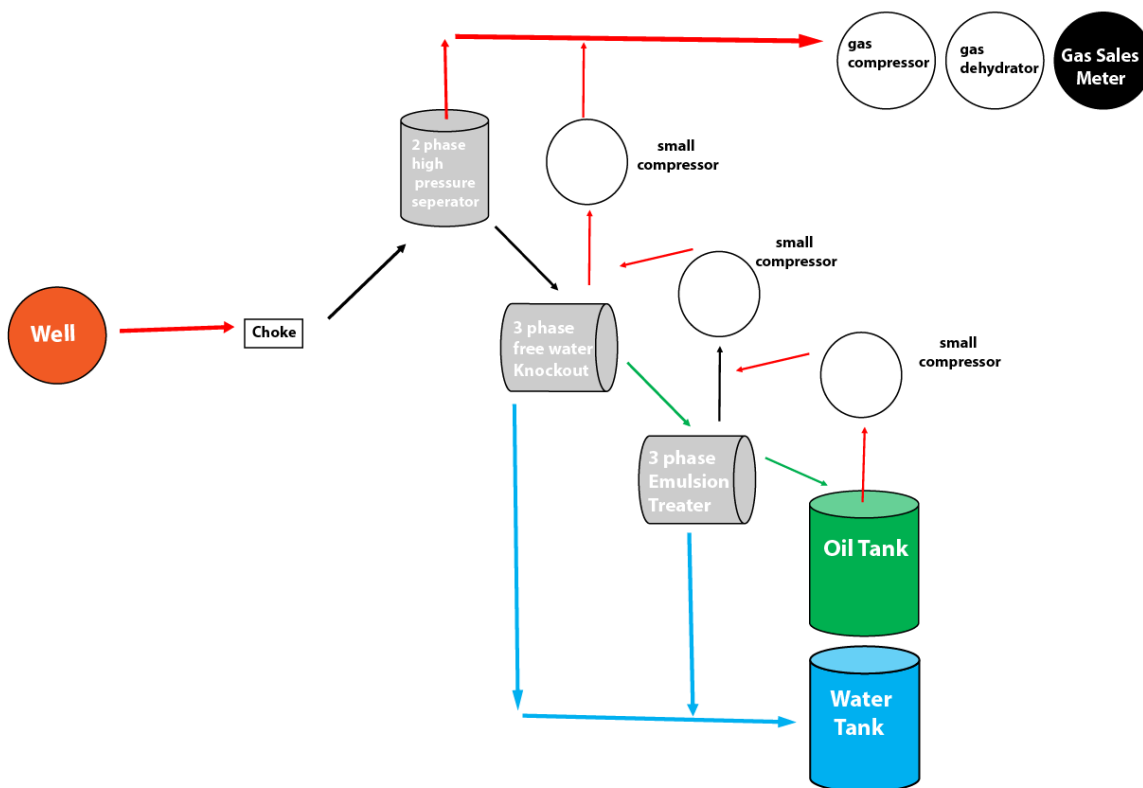 gas
compressor
gas
dehydrator
Gas Sales
Meter
2 phase
high
pressure
seperator
small
compressor
small
compressor
Well
Choke
3 phase
free water
Knockout
small
compressor
3 phase
Emulsion
Treater
Oil Tank
Water
Tank